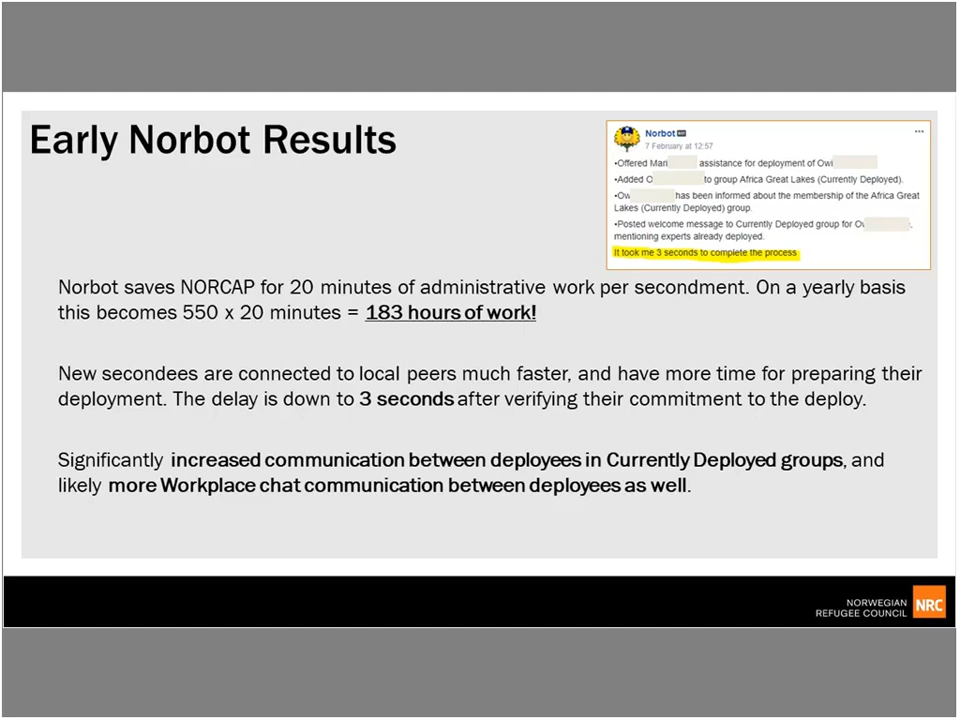 Early Norbot Results
Norbot BOT
7 February at 12:57
•Offered Mari assistance for deployment of Owi
•Added O to group Africa Great Lakes (Currently Deployed).
•Ow has been informed about the membership of the Africa Great
Lakes (Currently Deployed) group.
•Posted welcome message to Currently Deployed group for Ov ,
mentioning experts already deployed.
It took me 3 seconds to complete the process
Norbot saves NORCAP for 20 minutes of administrative work per secondment. On a yearly basis
this becomes 550 x 20 minutes = 183 hours of work!
New secondees are connected to local peers much faster, and have more time for preparing their
deployment. The delay is down to 3 seconds after verifying their commitment to the deploy.
Significantly increased communication between deployees in Currently Deployed groups, and
likely more Workplace chat communication between deployees as well.
NORWEGIAN
REFUGEE COUNCIL
NRC